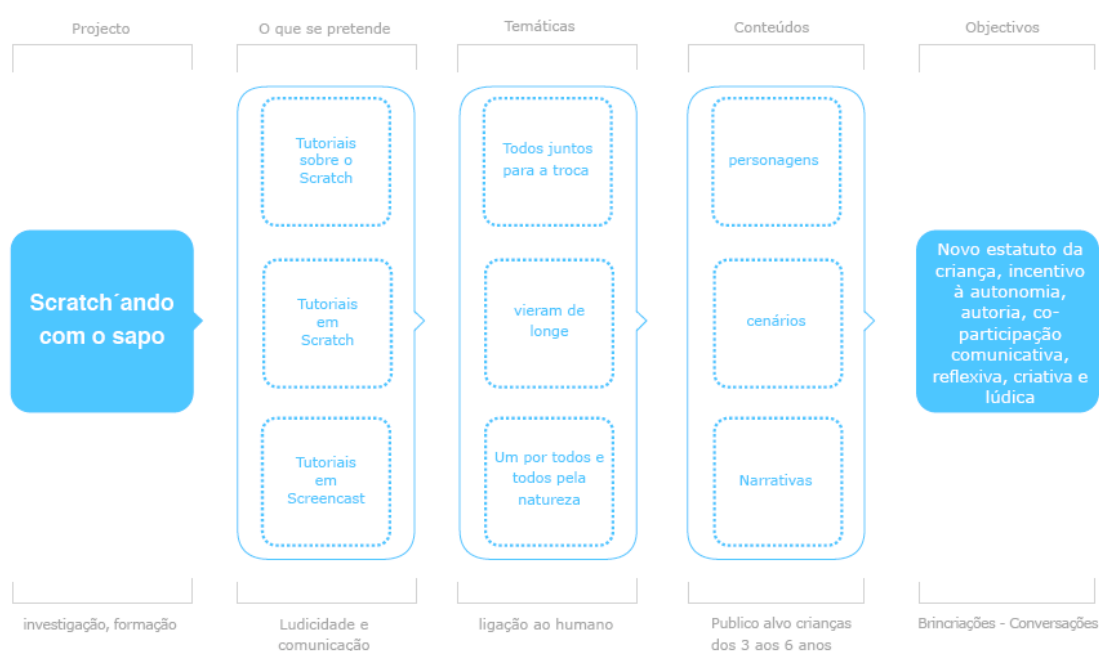 Projecto
O que se pretende
Temáticas
Conteúdos
Objectivos
Scratch´ando
com o sapo
Tutoriais
sobre o
Scratch
Tutoriais
em
Scratch
Tutoriais
em
Screencast
Todos juntos
para a troca
vieram de
longe
Um por todos e
todos pela
natureza
personagens
cenários
Narrativas
Novo estatuto da
criança, incentivo
à autonomia,
autoria, co-
participação
comunicativa,
reflexiva, criativa e
lúdica
investigação, formação
Ludicidade e
comunicação
ligação ao humano
Publico alvo crianças
dos 3 aos 6 anos
Brincriações - Conversações